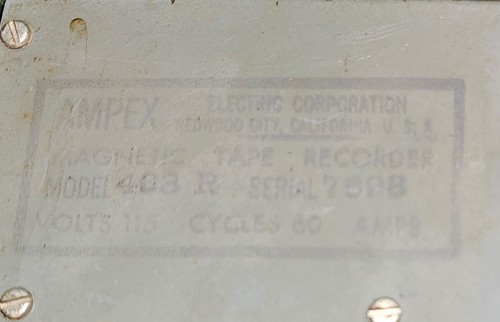 AMPEX ELECTRIC CORPORATION
REDWOOD CITY, CALIFORNIA U. S. A.
MAGNETIC TAPE RECORDER
MODEL 403 R SERIAL 7598
VOLTS 115 CYCLES 60 AMPS